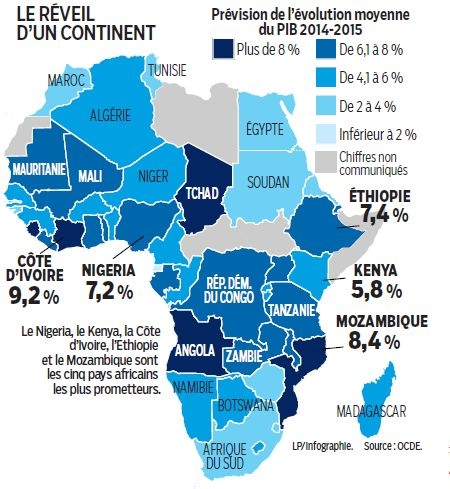 LE RÉVEIL
D'UN CONTINENT
Prévision de l'évolution moyenne
du PIB 2014-2015
Plus de 8 %
De 6,1 à 8 %
De 4,1 à 6 %
De 2 à 4 %
Inférieur à 2 %
Chiffres non
communiqués
MAROC
TUNISIE
ALGÉRIE
ÉGYPTE
MAURITANIE
MALI
NIGER
TCHAD
SOUDAN
ÉTHIOPIE
7,4 %
CÔTE
D'IVOIRE
9,2 %
NIGERIA
7,2 %
RÉP. DÉM.
DU CONGO
KENYA
5,8 %
TANZANIE
MOZAMBIQUE
8,4 %
Le Nigeria, le Kenya, la Côte
d'Ivoire, l'Ethiopie
et le Mozambique sont
les cinq pays africains
les plus prometteurs.
ANGOLA
ZAMBIE
NAMIBIE
BOTSWANA
MADAGASCAR
AFRIQUE
DU SUD
LP/Infographie. Source : OCDE.